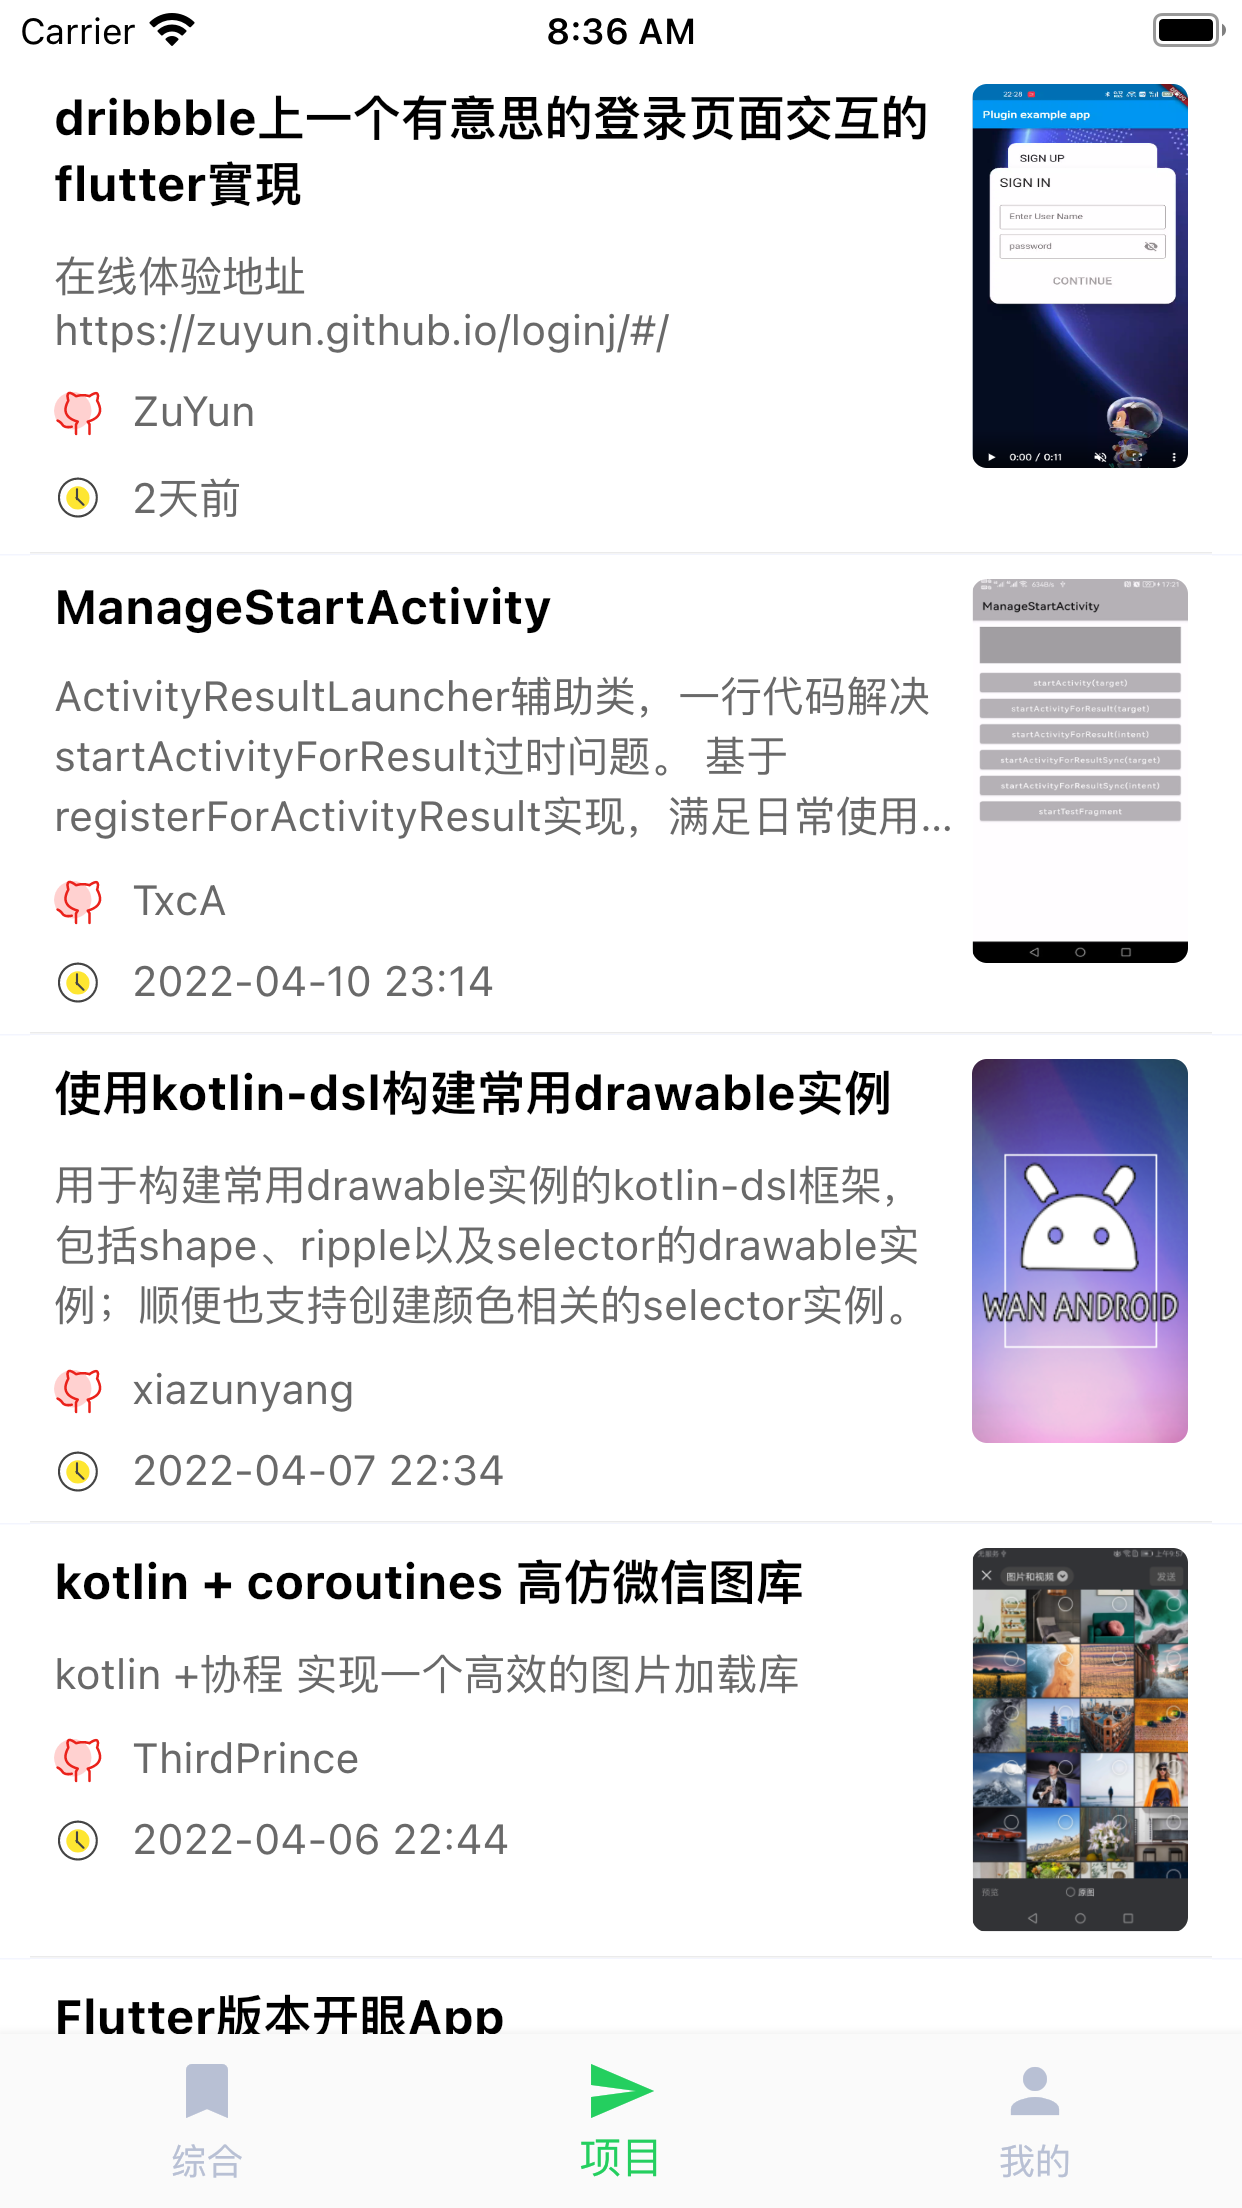 Carrier 8:36 AM
dribbble上一个有意思的登录页面交互的
flutter實現
在线体验地址
https://zuyun.github.io/loginj/#/
ZuYun
2天前
22:28
Plugin example app
SIGN UP
SIGN IN
Enter User Name
password
CONTINUE
0:00 / 0:11
ManageStartActivity
ActivityResultLauncher辅助类，一行代码解决
startActivityForResult过时问题。 基于
registerForActivityResult实现，满足日常使用...
TxcA
2022-04-10 23:14
17:21
ManageStartActivity
startActivity(target)
startActivityForResult(target)
startActivityForResult(intent)
startActivityForResultSync(target)
startActivityForResultSync(intent)
startTestFragment
使用kotlin-dsl构建常用drawable实例
用于构建常用drawable实例的kotlin-dsl框架，
包括shape、ripple以及selector的drawable实
例；顺便也支持创建颜色相关的selector实例。
xiazunyang
2022-04-07 22:34
WAN ANDROID
kotlin + coroutines 高仿微信图库
kotlin +协程 实现一个高效的图片加载库
ThirdPrince
2022-04-06 22:44
上午9:57
图片和视频
发送
预览
原图
Flutter版本开眼App
综合
项目
我的